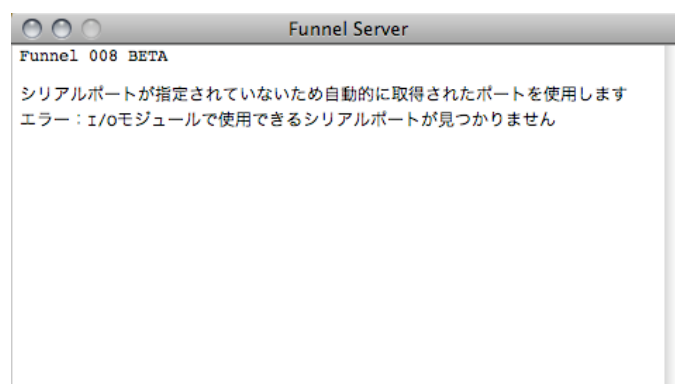 Funnel Server
Funnel 008 BETA
シリアルポートが指定されていないため自動的に取得されたポートを使用します
エラー：I/Oモジュールで使用できるシリアルポートが見つかりません